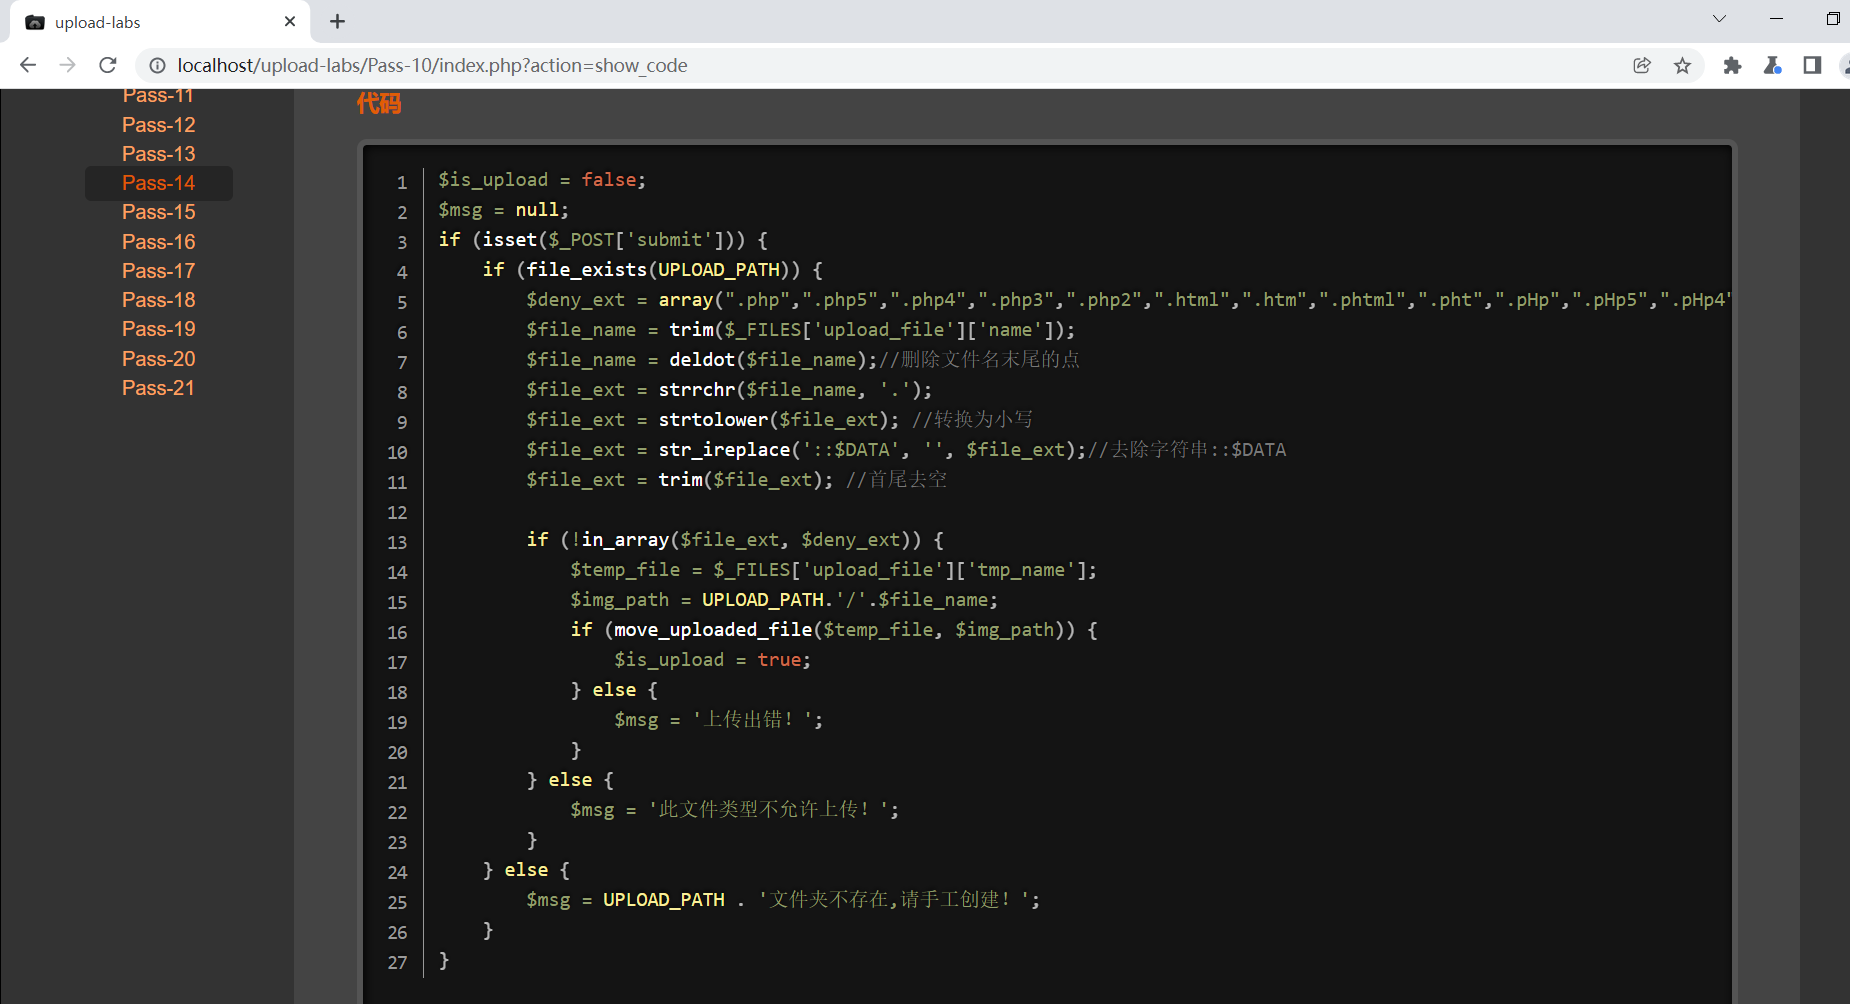 upload-labs
localhost/upload-labs/Pass-10/index.php?action=show_code
Pass-11
Pass-12
Pass-13
Pass-14
Pass-15
Pass-16
Pass-17
Pass-18
Pass-19
Pass-20
Pass-21
代码
1 $is_upload = false;
2 $msg = null;
3 if (isset($_POST['submit'])) {
4 if (file_exists(UPLOAD_PATH)) {
5 $deny_ext = array(".php",".php5",".php4",".php3",".php2",".html",".htm",".phtml",".pht",".pHp",".pHp5",".pHp4"
6 $file_name = trim($_FILES['upload_file']['name']);
7 $file_name = deldot($file_name);//删除文件名末尾的点
8 $file_ext = strrchr($file_name, '.');
9 $file_ext = strtolower($file_ext); //转换为小写
10 $file_ext = str_ireplace('::$DATA', '', $file_ext);//去除字符串::$DATA
11 $file_ext = trim($file_ext); //首尾去空
12
13 if (!in_array($file_ext, $deny_ext)) {
14 $temp_file = $_FILES['upload_file']['tmp_name'];
15 $img_path = UPLOAD_PATH.'/'.$file_name;
16 if (move_uploaded_file($temp_file, $img_path)) {
17 $is_upload = true;
18 } else {
19 $msg = '上传出错！';
20 }
21 } else {
22 $msg = '此文件类型不允许上传！';
23 }
24 } else {
25 $msg = UPLOAD_PATH . '文件夹不存在,请手工创建！';
26 }
27 }